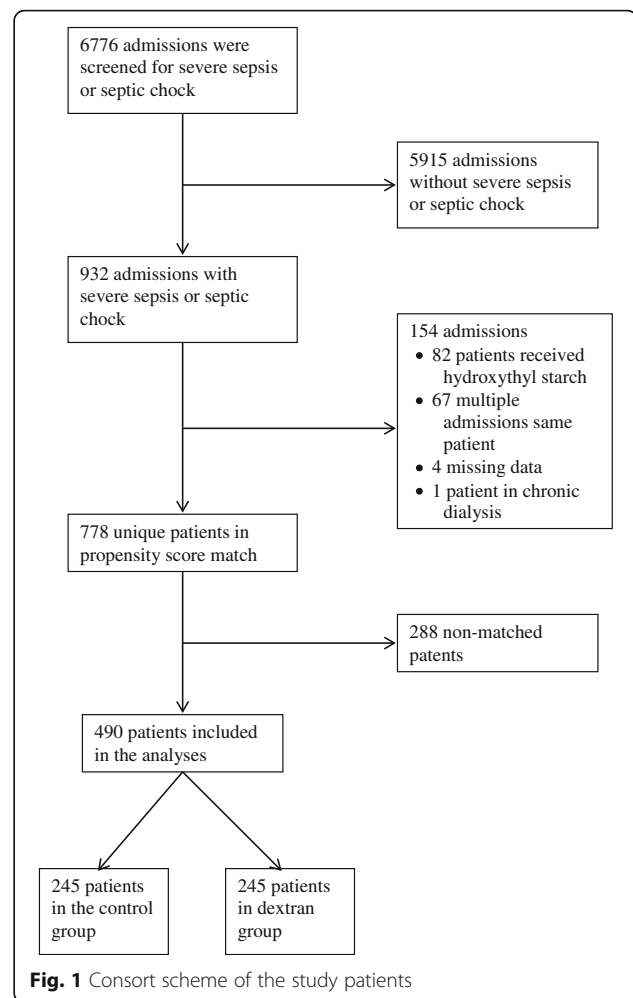 6776 admissions were
screened for severe sepsis
or septic chock
5915 admissions
without severe sepsis
or septic chock
932 admissions with
severe sepsis or septic
chock
154 admissions
• 82 patients received
hydroxythyl starch
• 67 multiple
admissions same
patient
• 4 missing data
• 1 patient in chronic
dialysis
778 unique patients in
propensity score match
288 non-matched
patents
490 patients included
in the analyses
245 patients
in the control
group
245 patients
in dextran
group
Fig. 1 Consort scheme of the study patients